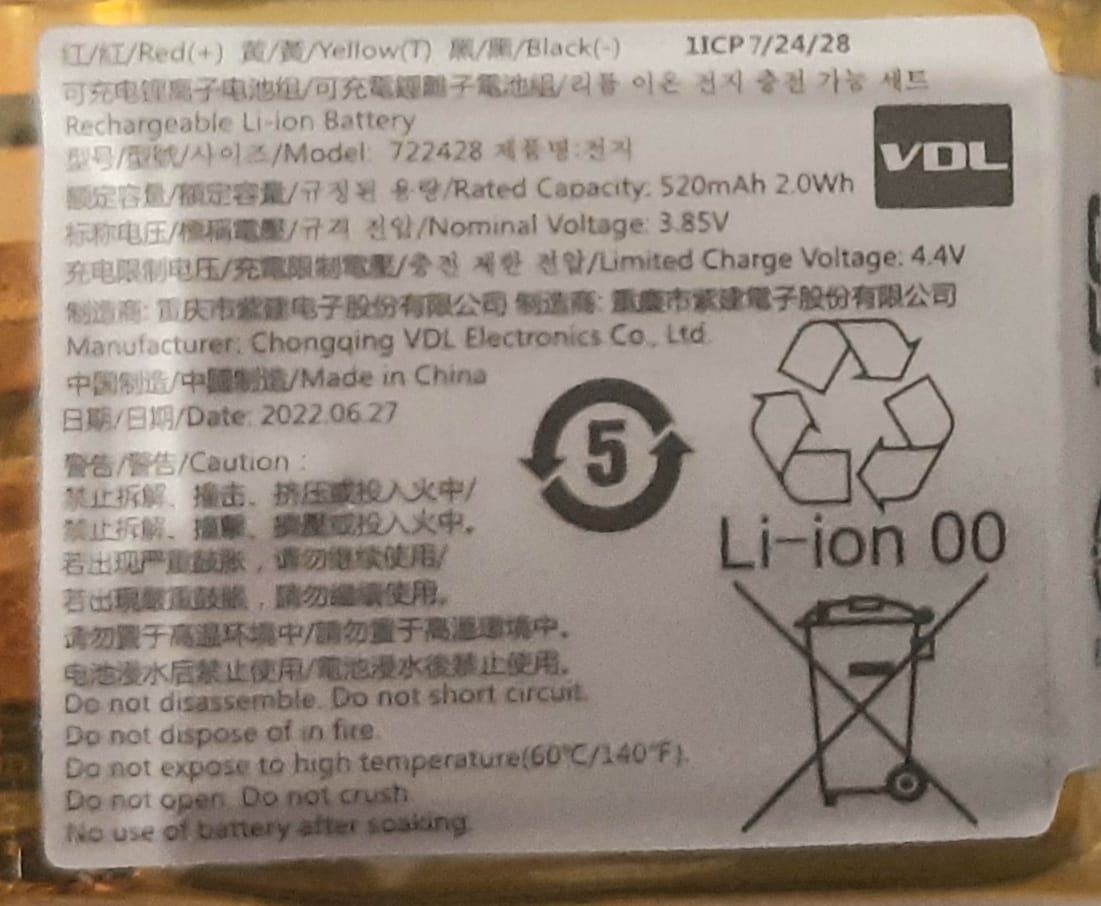 红/紅/Red(+) 黄/黃/Yellow(T) 黑/黑/Black(-) 1ICP7/24/28
可充电锂离子电池组/可充電鋰離子電池組/리튬 이온 전지 충전 가능 세트
Rechargeable Li-ion Battery
型号/型號/사이즈/Model: 722428 제품명:전지
VDL
额定容量/額定容量/규정된 용량/Rated Capacity: 520mAh 2.0Wh
标称电压/標稱電壓/규격 전압/Nominal Voltage: 3.85V
充电限制电压/充電限制電壓/충전 제한 전압/Limited Charge Voltage: 4.4V
制造商: 重庆市紫建电子股份有限公司 製造商: 重慶市紫建電子股份有限公司
Manufacturer: Chongqing VDL Electronics Co., Ltd.
中国制造/中國製造/Made in China
日期/日期/Date: 2022.06.27
警告/警告/Caution :
禁止拆解、撞击、挤压或投入火中/
禁止拆解、撞擊、擠壓或投入火中。
若出现严重鼓胀，请勿继续使用/
若出現嚴重鼓脹，請勿繼續使用。
请勿置于高温环境中/請勿置于高溫環境中。
电池浸水后禁止使用/電池浸水後禁止使用。
Do not disassemble. Do not short circuit.
Do not dispose of in fire.
Do not expose to high temperature(60°C/140°F).
Do not open. Do not crush.
No use of battery after soaking.
5
Li-ion 00